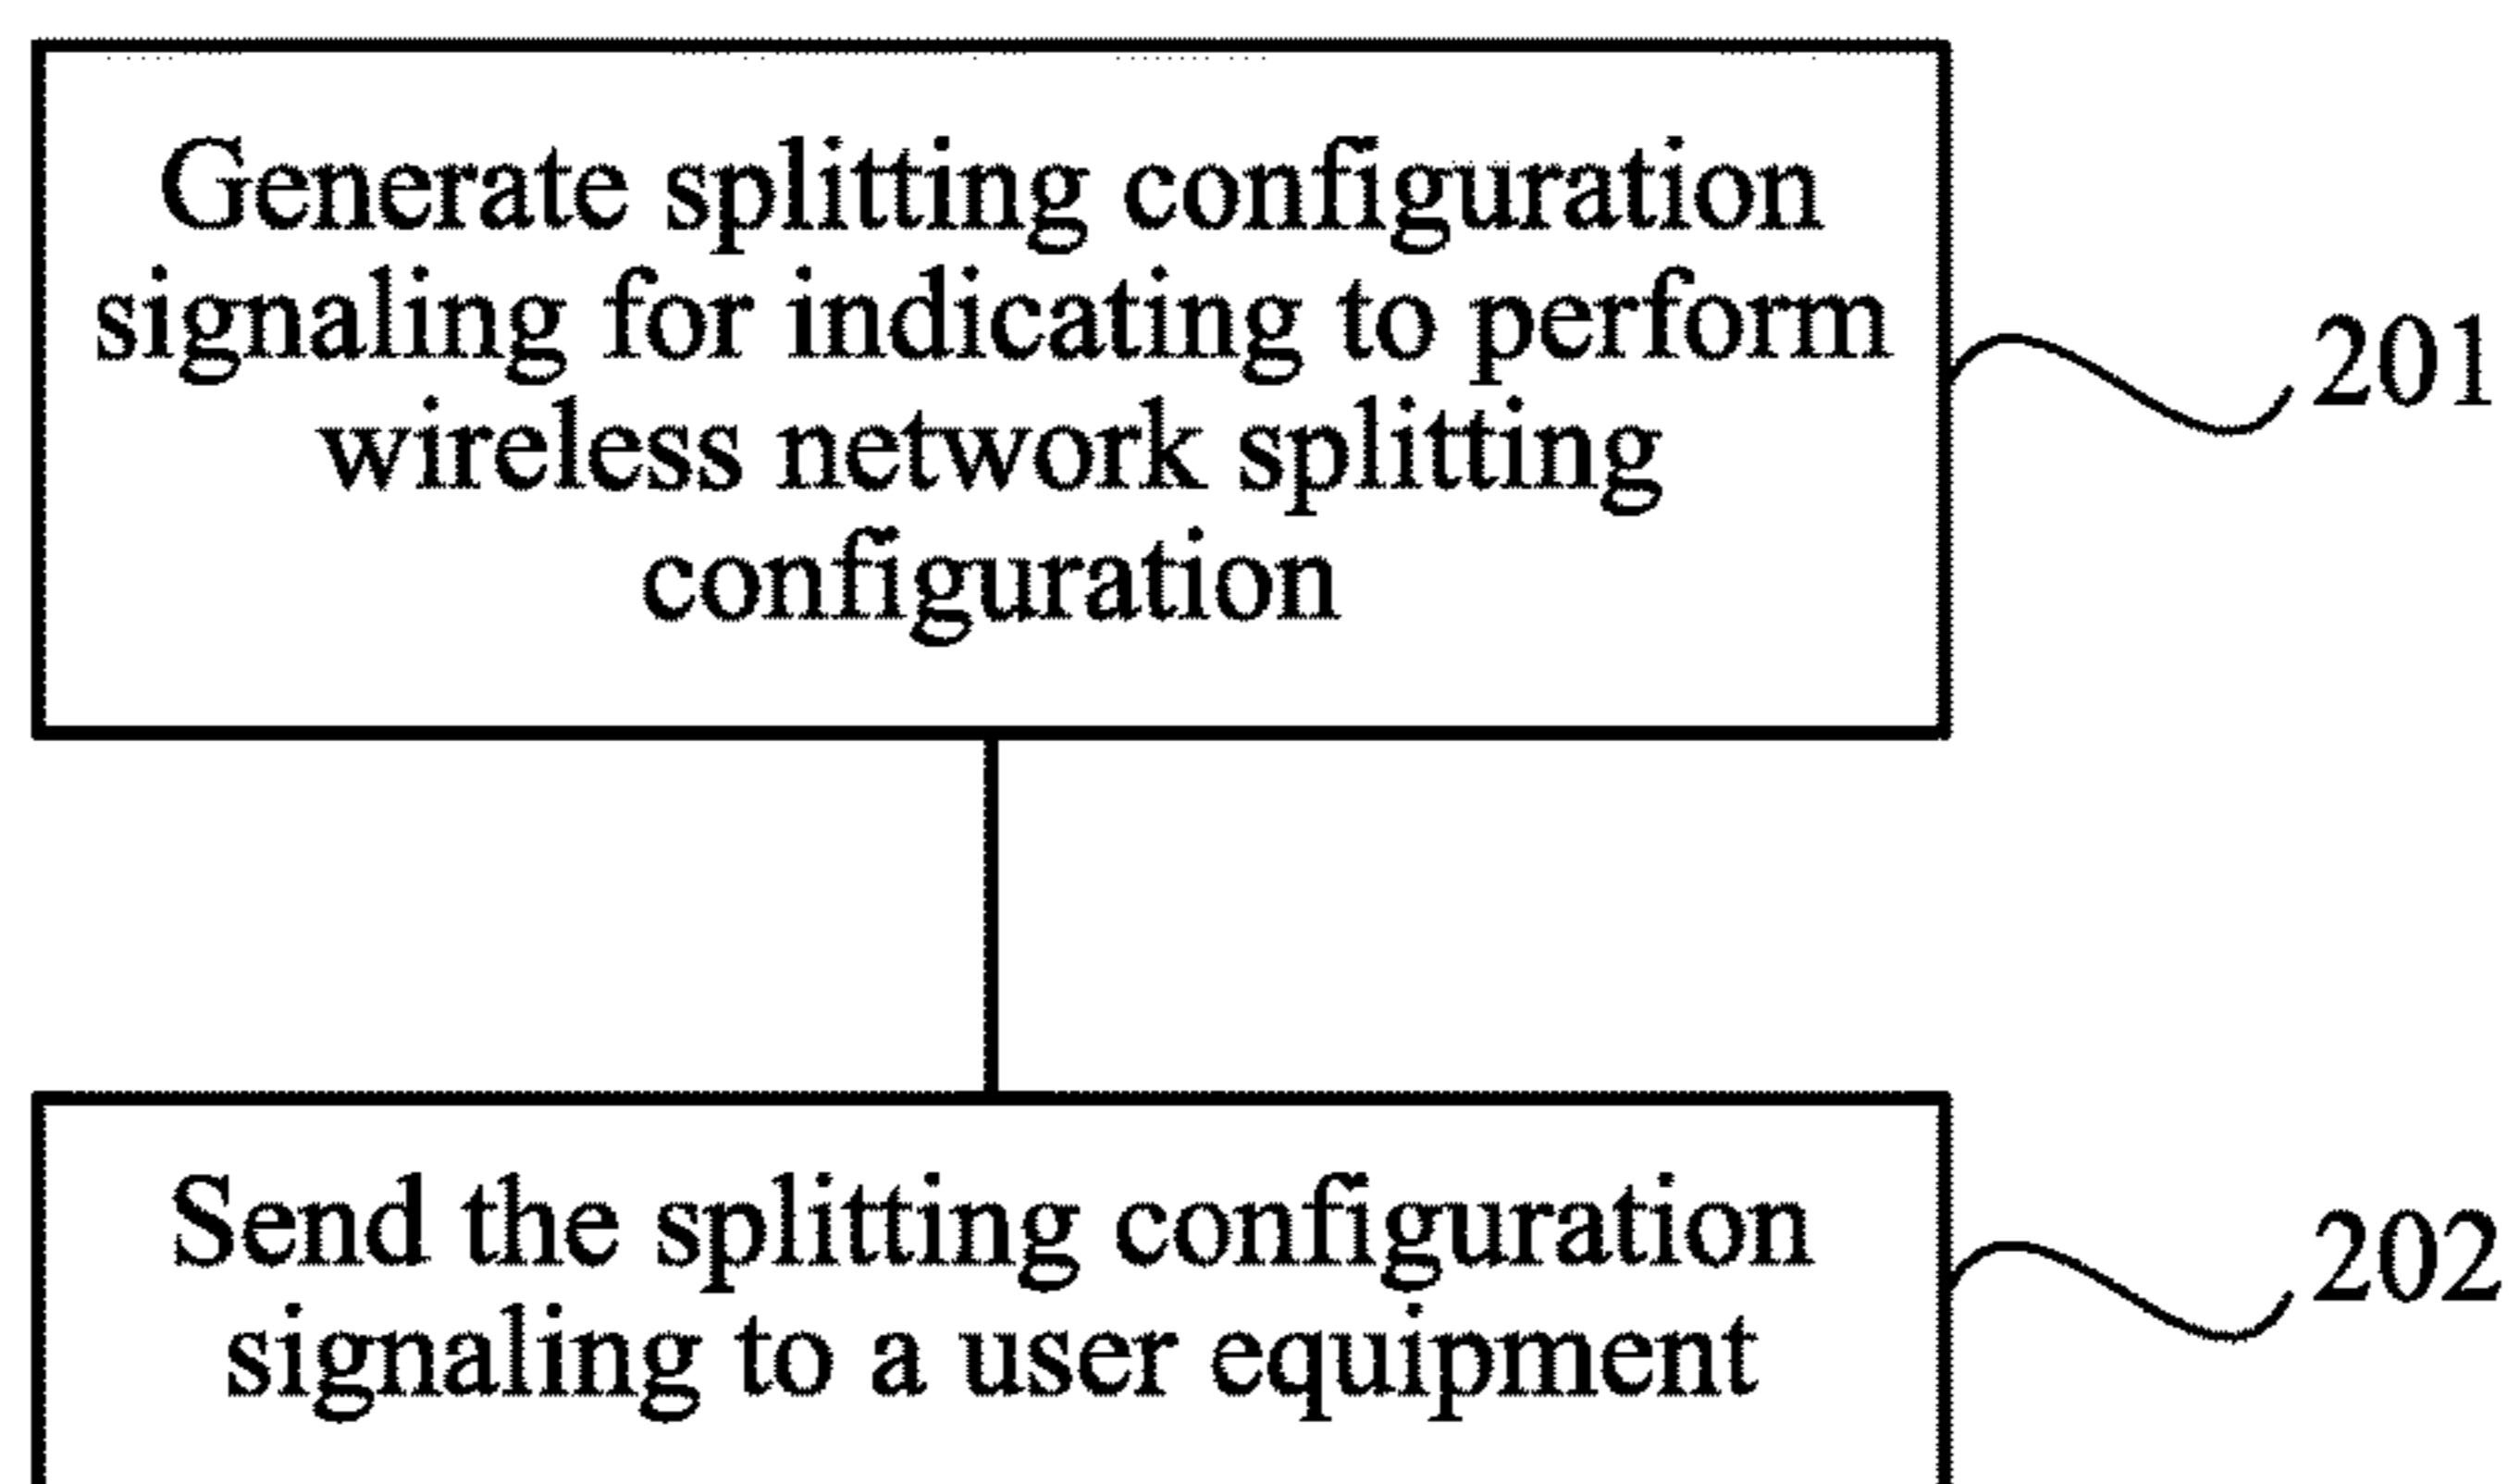 Generate splitting configuration
signaling for indicating to perform
wireless network splitting
configuration
201
Send the splitting configuration
signaling to a user equipment
202